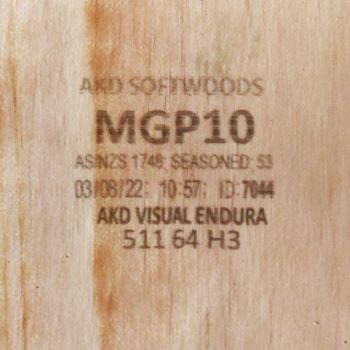 AKD SOFTWOODS
MGP10
AS/NZS 1748; SEASONED; 53
03/08/22; 10:57; ID:7044
AKD VISUAL ENDURA
511 64 H3